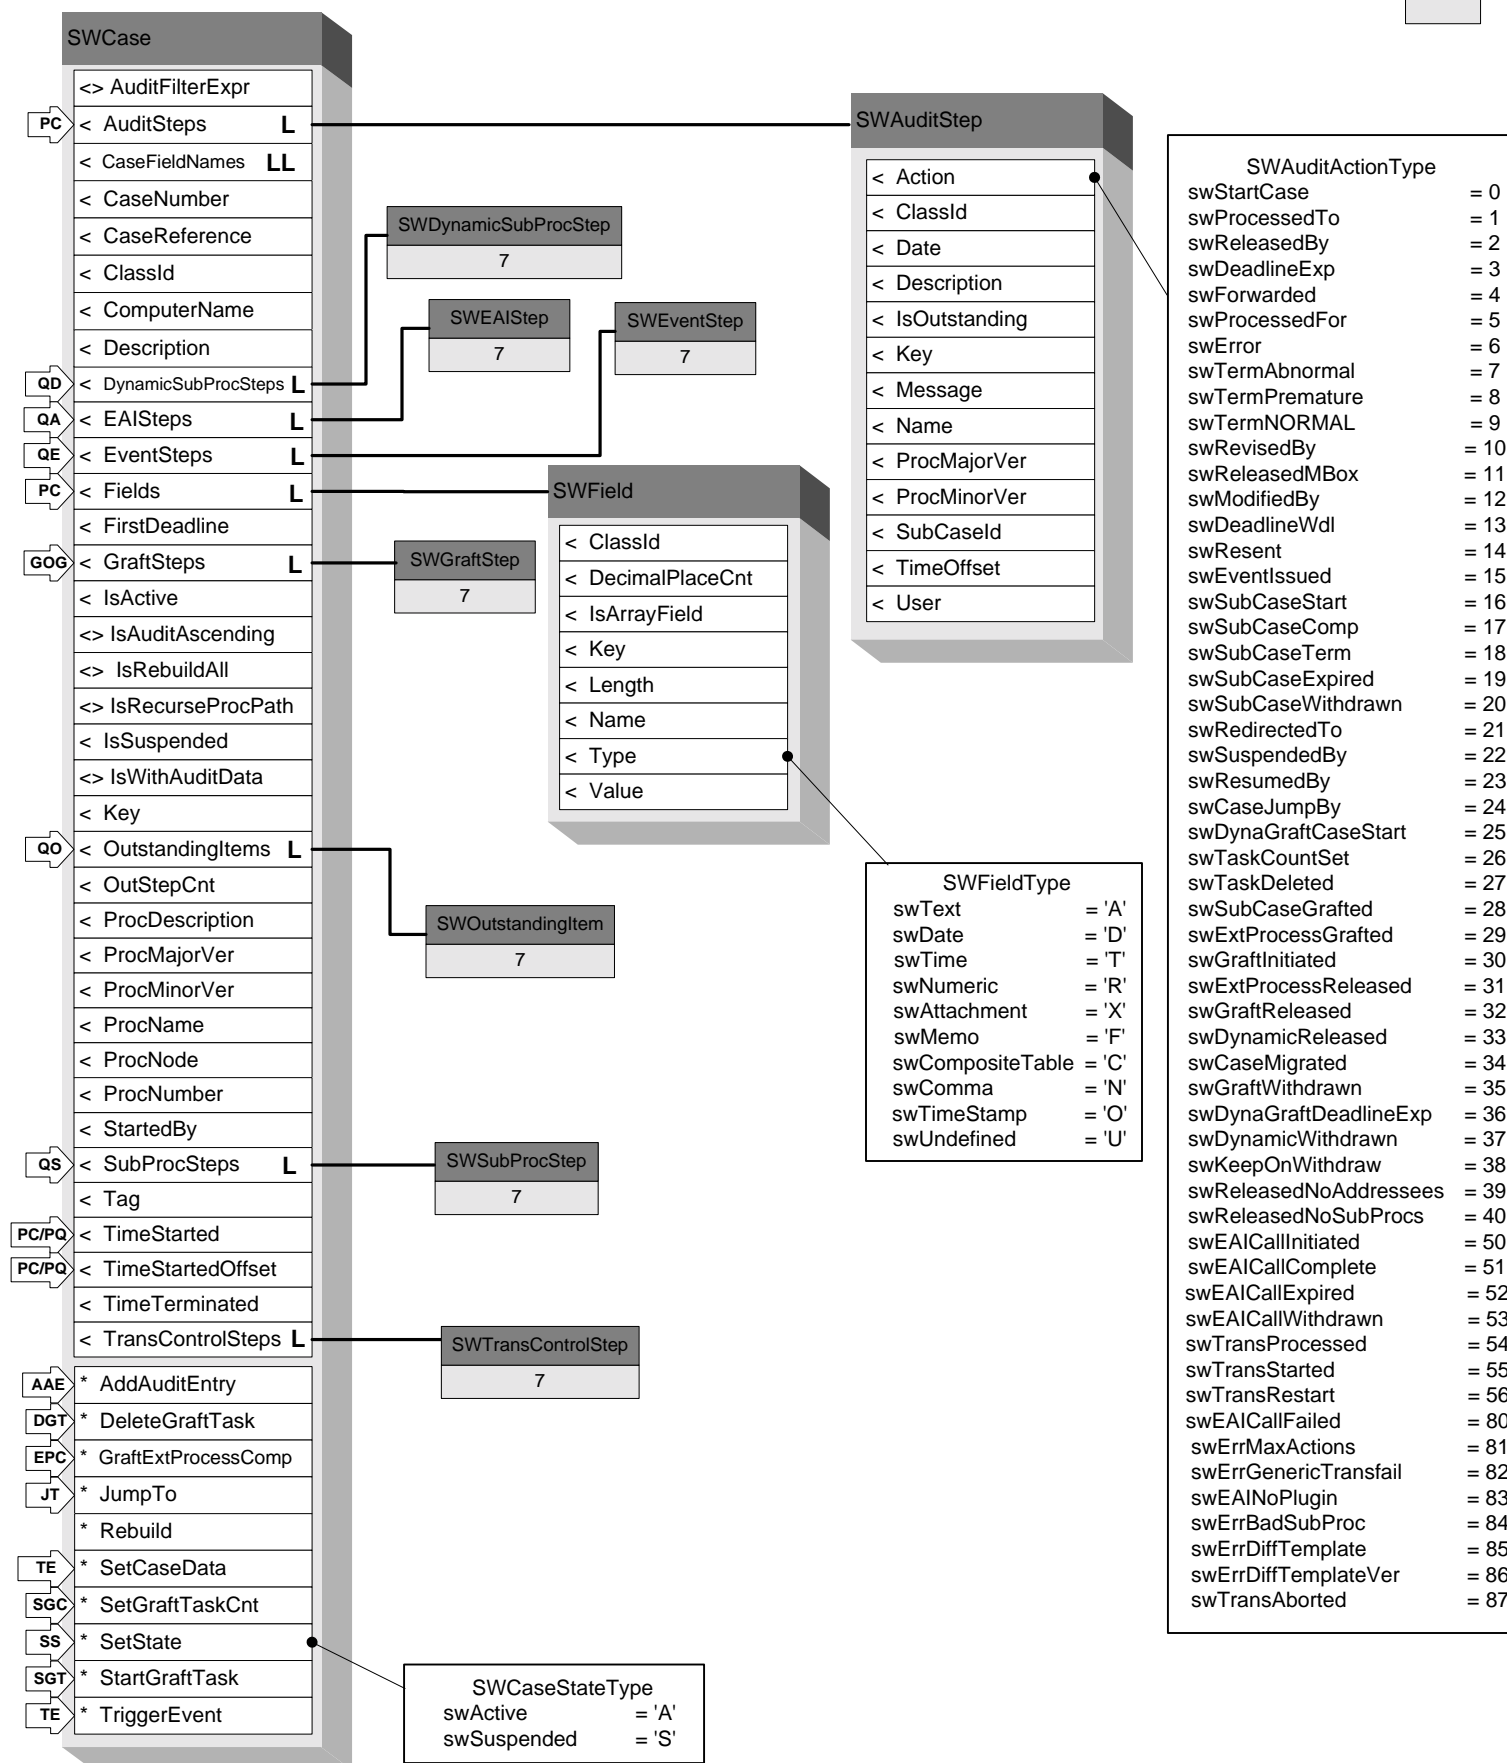 SWCase
<> AuditFilterExpr
PC < AuditSteps L
< CaseFieldNames LL
< CaseNumber
< CaseReference
< ClassId
< ComputerName
< Description
QD < DynamicSubProcSteps L
QA < EAISteps L
QE < EventSteps L
PC < Fields L
< FirstDeadline
GOG < GraftSteps L
< IsActive
<> IsAuditAscending
<> IsRebuildAll
<> IsRecurseProcPath
< IsSuspended
<> IsWithAuditData
< Key
QO < OutstandingItems L
< OutStepCnt
< ProcDescription
< ProcMajorVer
< ProcMinorVer
< ProcName
< ProcNode
< ProcNumber
< StartedBy
QS < SubProcSteps L
< Tag
PC/PQ < TimeStarted
PC/PQ < TimeStartedOffset
< TimeTerminated
< TransControlSteps L
AAE * AddAuditEntry
DGT * DeleteGraftTask
EPC * GraftExtProcessComp
JT * JumpTo
* Rebuild
TE * SetCaseData
SGC * SetGraftTaskCnt
SS * SetState
SGT * StartGraftTask
TE * TriggerEvent
SWDynamicSubProcStep
7
SWEAIStep
7
SWEventStep
7
SWField
< ClassId
< DecimalPlaceCnt
< IsArrayField
< Key
< Length
< Name
< Type
< Value
SWGraftStep
7
SWOutstandingItem
7
SWSubProcStep
7
SWTransControlStep
7
SWCaseStateType
swActive = 'A'
swSuspended = 'S'
SWAuditStep
< Action
< ClassId
< Date
< Description
< IsOutstanding
< Key
< Message
< Name
< ProcMajorVer
< ProcMinorVer
< SubCaseId
< TimeOffset
< User
SWFieldType
swText = 'A'
swDate = 'D'
swTime = 'T'
swNumeric = 'R'
swAttachment = 'X'
swMemo = 'F'
swCompositeTable = 'C'
swComma = 'N'
swTimeStamp = 'O'
swUndefined = 'U'
SWAuditActionType
swStartCase = 0
swProcessedTo = 1
swReleasedBy = 2
swDeadlineExp = 3
swForwarded = 4
swProcessedFor = 5
swError = 6
swTermAbnormal = 7
swTermPremature = 8
swTermNORMAL = 9
swRevisedBy = 10
swReleasedMBox = 11
swModifiedBy = 12
swDeadlineWdl = 13
swResent = 14
swEventIssued = 15
swSubCaseStart = 16
swSubCaseComp = 17
swSubCaseTerm = 18
swSubCaseExpired = 19
swSubCaseWithdrawn = 20
swRedirectedTo = 21
swSuspendedBy = 22
swResumedBy = 23
swCaseJumpBy = 24
swDynaGraftCaseStart = 25
swTaskCountSet = 26
swTaskDeleted = 27
swSubCaseGrafted = 28
swExtProcessGrafted = 29
swGraftInitiated = 30
swExtProcessReleased = 31
swGraftReleased = 32
swDynamicReleased = 33
swCaseMigrated = 34
swGraftWithdrawn = 35
swDynaGraftDeadlineExp = 36
swDynamicWithdrawn = 37
swKeepOnWithdraw = 38
swReleasedNoAddressees = 39
swReleasedNoSubProcs = 40
swEAICallInitiated = 50
swEAICallComplete = 51
swEAICallExpired = 52
swEAICallWithdrawn = 53
swTransProcessed = 54
swTransStarted = 55
swTransRestart = 56
swEAICallFailed = 80
swErrMaxActions = 81
swErrGenericTransfail = 82
swEAINoPlugin = 83
swErrBadSubProc = 84
swErrDiffTemplate = 85
swErrDiffTemplateVer = 86
swTransAborted = 87